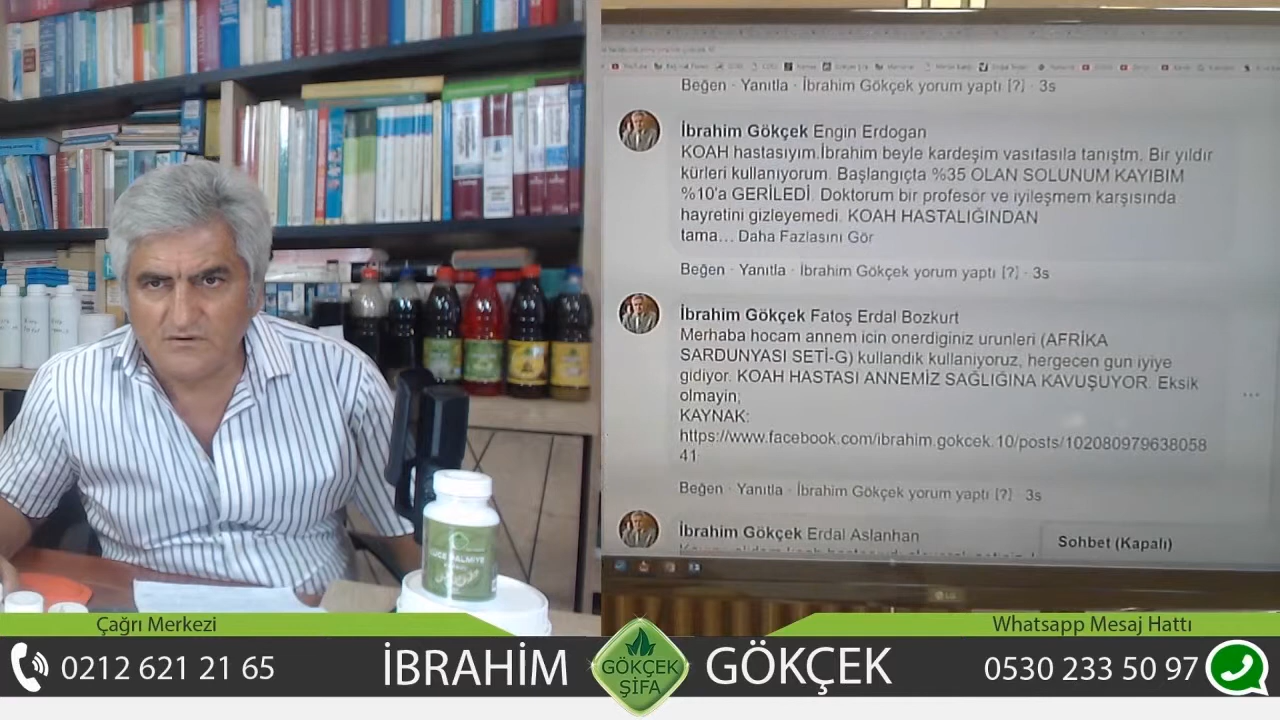 Beğen · Yanıtla · İbrahim Gökçek yorum yaptı [?] · 3s
İbrahim Gökçek Engin Erdogan
KOAH hastasıyım.İbrahim beyle kardeşim vasıtasıla tanıştm. Bir yıldır
kürleri kullanıyorum. Başlangıçta %35 OLAN SOLUNUM KAYIBIM
%10'a GERİLEDİ. Doktorum bir profesör ve iyileşmem karşısında
hayretini gizleyemedi. KOAH HASTALIĞINDAN
tama... Daha Fazlasını Gör
Beğen · Yanıtla · İbrahim Gökçek yorum yaptı [?] · 3s
İbrahim Gökçek Fatoş Erdal Bozkurt
Merhaba hocam annem icin onerdiginiz urunleri (AFRİKA
SARDUNYASI SETİ-G) kullandık kullanıyoruz, hergecen gun iyiye
gidiyor. KOAH HASTASI ANNEMİZ SAĞLIĞINA KAVUŞUYOR. Eksik
olmayin,
KAYNAK:
https://www.facebook.com/ibrahim.gokcek.10/posts/102080979638058
41
Beğen · Yanıtla · İbrahim Gökçek yorum yaptı [?] · 3s
İbrahim Gökçek Erdal Aslanhan
Sohbet (Kapalı)
LG
Çağrı Merkezi
0212 621 21 65
İBRAHİM
GÖKÇEK
ŞİFA
GÖKÇEK
Whatsapp Mesaj Hattı
0530 233 50 97